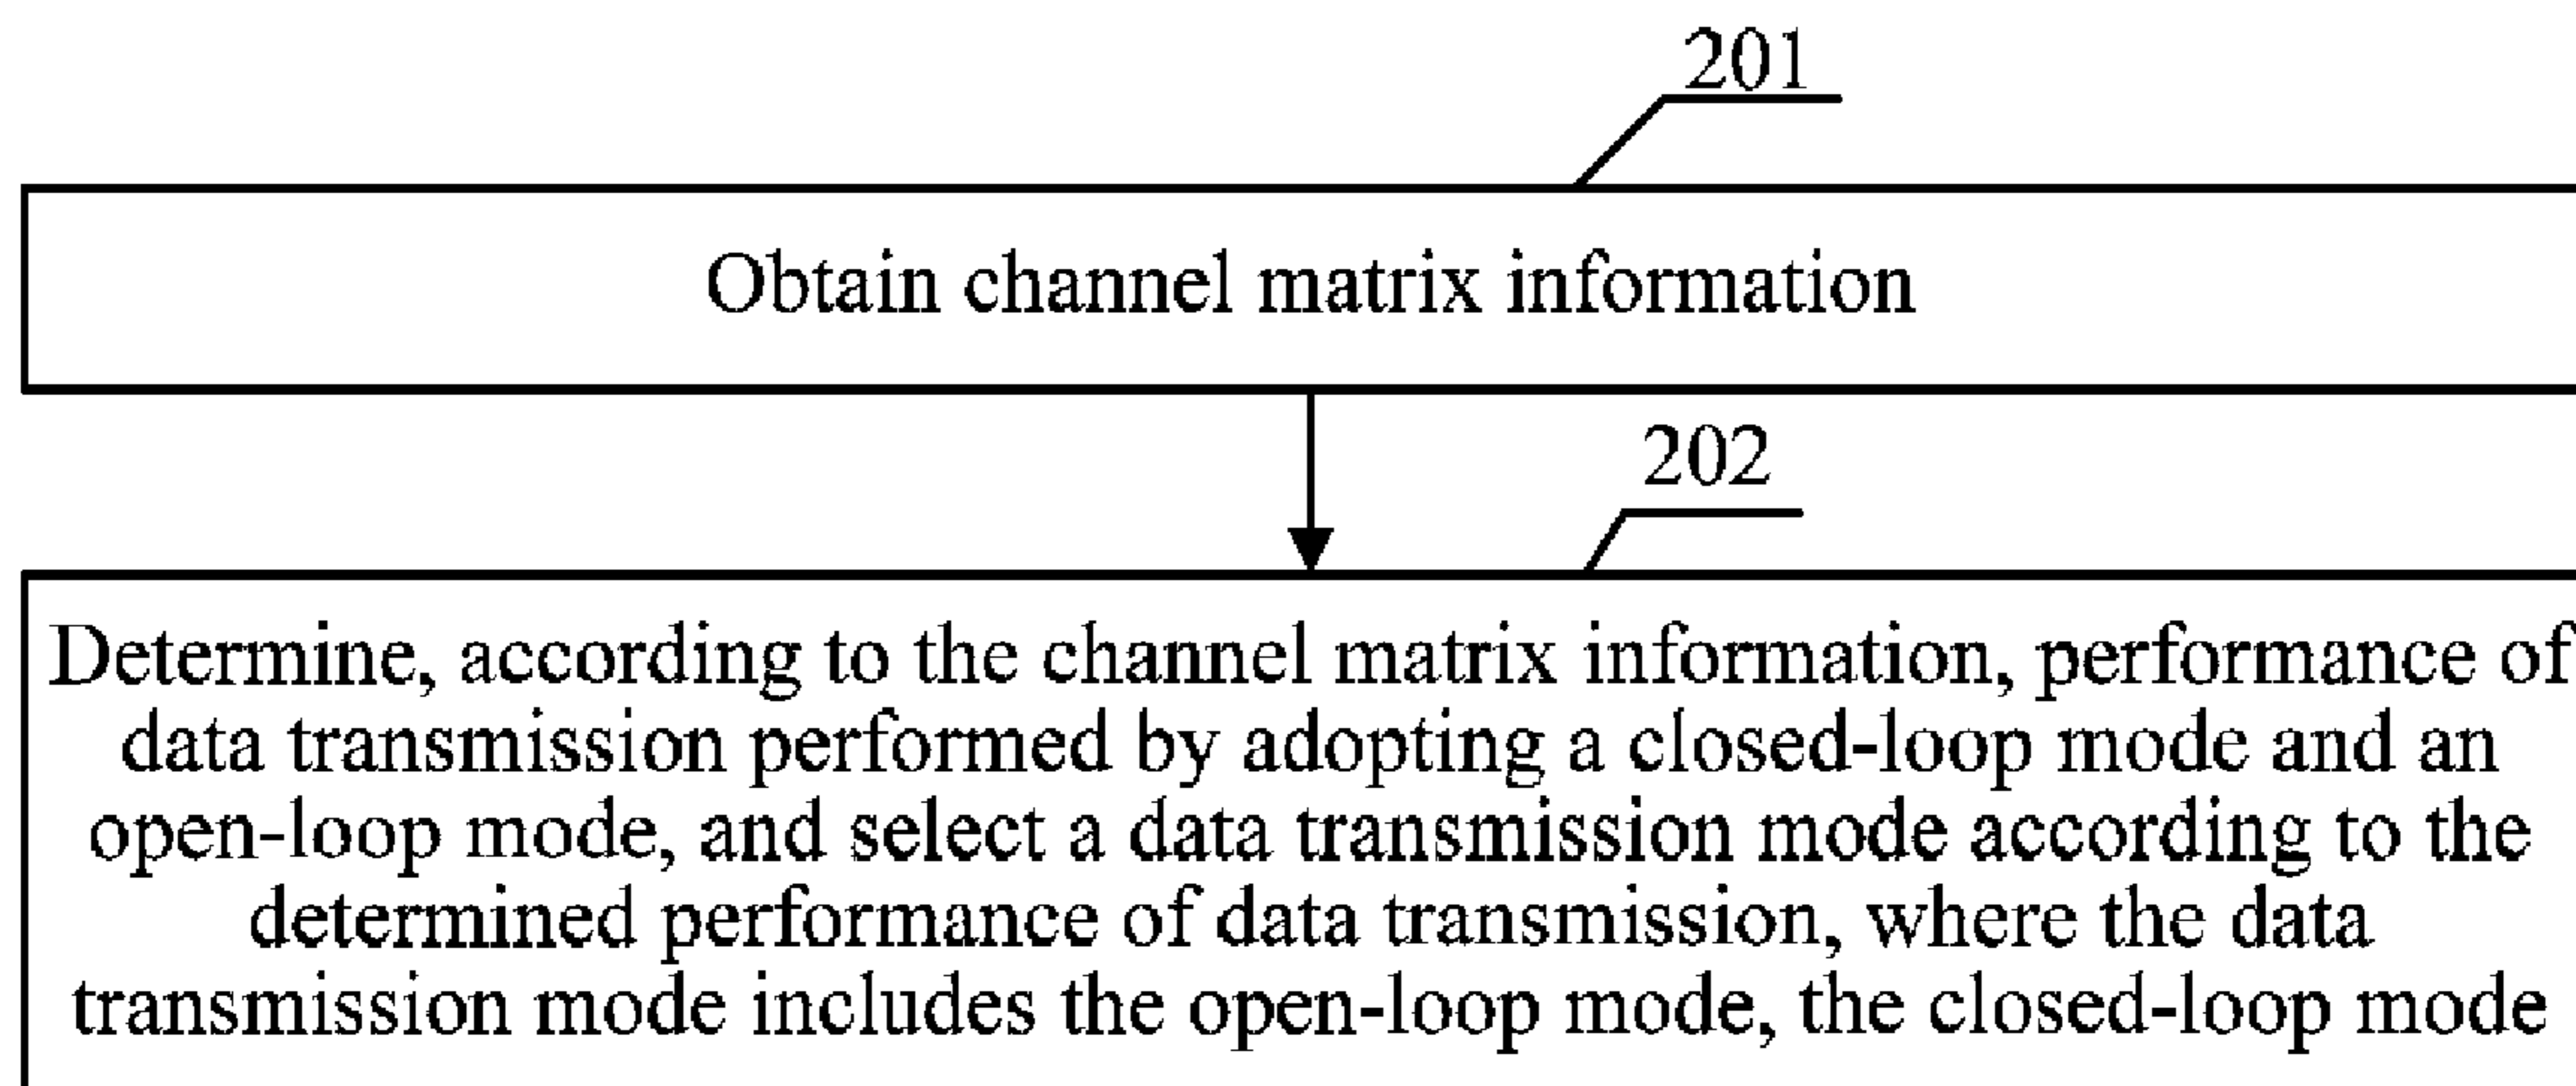 201
Obtain channel matrix information
202
Determine, according to the channel matrix information, performance of
data transmission performed by adopting a closed-loop mode and an
open-loop mode, and select a data transmission mode according to the
determined performance of data transmission, where the data
transmission mode includes the open-loop mode, the closed-loop mode